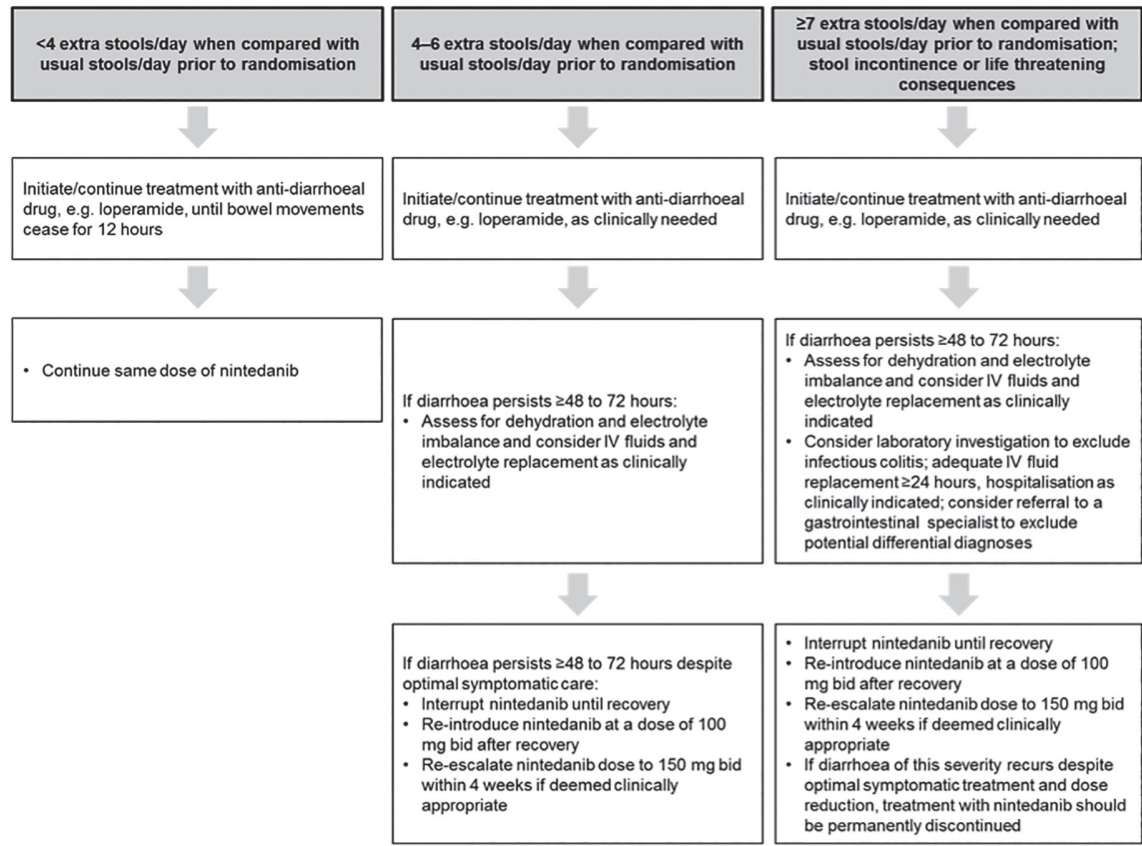 <4 extra stools/day when compared with
usual stools/day prior to randomisation
Initiate/continue treatment with anti-diarrhoeal
drug, e.g. loperamide, until bowel movements
cease for 12 hours
• Continue same dose of nintedanib
4–6 extra stools/day when compared with
usual stools/day prior to randomisation
Initiate/continue treatment with anti-diarrhoeal
drug, e.g. loperamide, as clinically needed
If diarrhoea persists ≥48 to 72 hours:
• Assess for dehydration and electrolyte
imbalance and consider IV fluids and
electrolyte replacement as clinically
indicated
If diarrhoea persists ≥48 to 72 hours despite
optimal symptomatic care:
• Interrupt nintedanib until recovery
• Re-introduce nintedanib at a dose of 100
mg bid after recovery
• Re-escalate nintedanib dose to 150 mg bid
within 4 weeks if deemed clinically
appropriate
≥7 extra stools/day when compared with
usual stools/day prior to randomisation;
stool incontinence or life threatening
consequences
Initiate/continue treatment with anti-diarrhoeal
drug, e.g. loperamide, as clinically needed
If diarrhoea persists ≥48 to 72 hours:
• Assess for dehydration and electrolyte
imbalance and consider IV fluids and
electrolyte replacement as clinically
indicated
• Consider laboratory investigation to exclude
infectious colitis; adequate IV fluid
replacement ≥24 hours, hospitalisation as
clinically indicated; consider referral to a
gastrointestinal specialist to exclude
potential differential diagnoses
• Interrupt nintedanib until recovery
• Re-introduce nintedanib at a dose of 100
mg bid after recovery
• Re-escalate nintedanib dose to 150 mg bid
within 4 weeks if deemed clinically
appropriate
• If diarrhoea of this severity recurs despite
optimal symptomatic treatment and dose
reduction, treatment with nintedanib should
be permanently discontinued